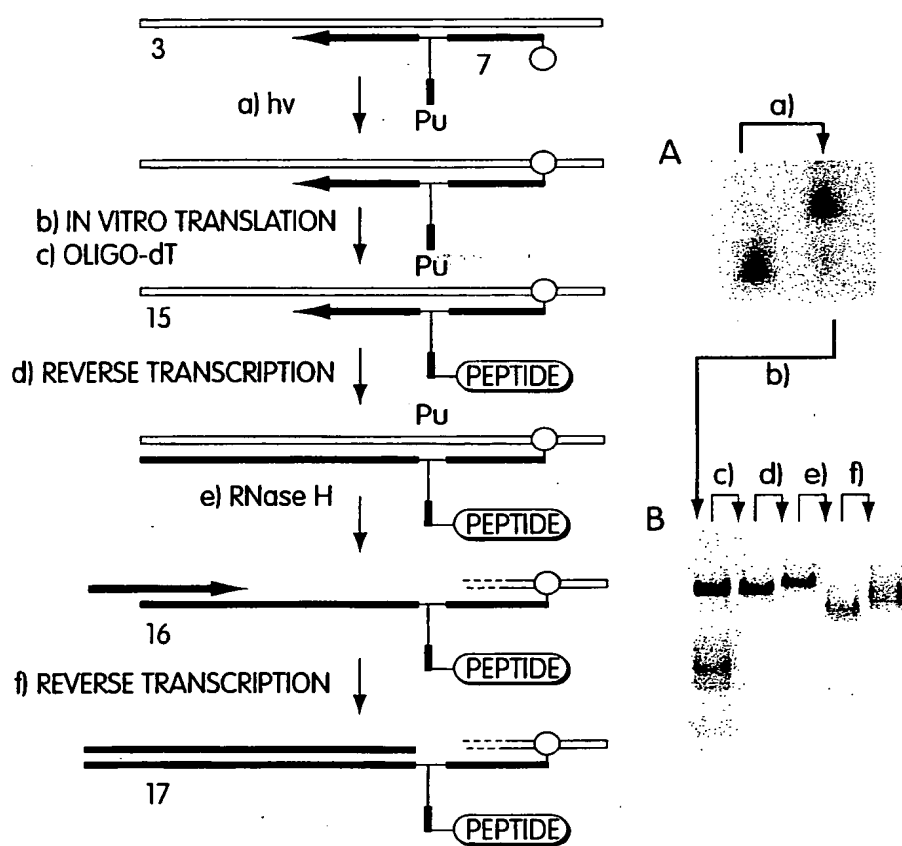 3
7
a) hν
Pu
b) IN VITRO TRANSLATION
c) OLIGO-dT
Pu
15
d) REVERSE TRANSCRIPTION
PEPTIDE
Pu
e) RNase H
PEPTIDE
16
PEPTIDE
f) REVERSE TRANSCRIPTION
17
PEPTIDE
A
a)
b)
B
c) d) e) f)